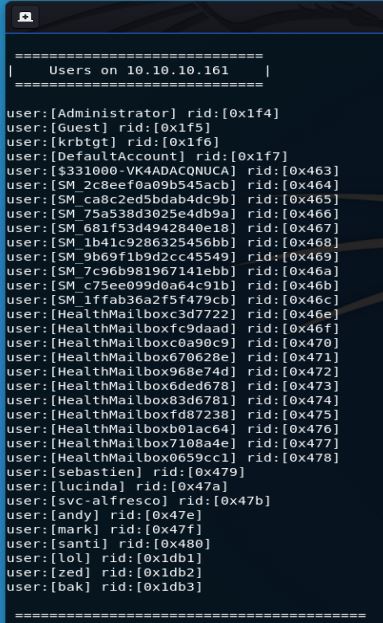 =============================
|    Users on 10.10.10.161    |
=============================
user:[Administrator] rid:[0x1f4]
user:[Guest] rid:[0x1f5]
user:[krbtgt] rid:[0x1f6]
user:[DefaultAccount] rid:[0x1f7]
user:[$331000-VK4ADACQNUCA] rid:[0x463]
user:[SM_2c8eef0a09b545acb] rid:[0x464]
user:[SM_ca8c2ed5bdab4dc9b] rid:[0x465]
user:[SM_75a538d3025e4db9a] rid:[0x466]
user:[SM_681f53d4942840e18] rid:[0x467]
user:[SM_1b41c9286325456bb] rid:[0x468]
user:[SM_9b69f1b9d2cc45549] rid:[0x469]
user:[SM_7c96b981967141ebb] rid:[0x46a]
user:[SM_c75ee099d0a64c91b] rid:[0x46b]
user:[SM_1ffab36a2f5f479cb] rid:[0x46c]
user:[HealthMailboxc3d7722] rid:[0x46e]
user:[HealthMailboxfc9daad] rid:[0x46f]
user:[HealthMailboxc0a90c9] rid:[0x470]
user:[HealthMailbox670628e] rid:[0x471]
user:[HealthMailbox968e74d] rid:[0x472]
user:[HealthMailbox6ded678] rid:[0x473]
user:[HealthMailbox83d6781] rid:[0x474]
user:[HealthMailboxfd87238] rid:[0x475]
user:[HealthMailboxb01ac64] rid:[0x476]
user:[HealthMailbox7108a4e] rid:[0x477]
user:[HealthMailbox0659cc1] rid:[0x478]
user:[sebastien] rid:[0x479]
user:[lucinda] rid:[0x47a]
user:[svc-alfresco] rid:[0x47b]
user:[andy] rid:[0x47e]
user:[mark] rid:[0x47f]
user:[santi] rid:[0x480]
user:[lol] rid:[0x1db1]
user:[zed] rid:[0x1db2]
user:[bak] rid:[0x1db3]
=========================================